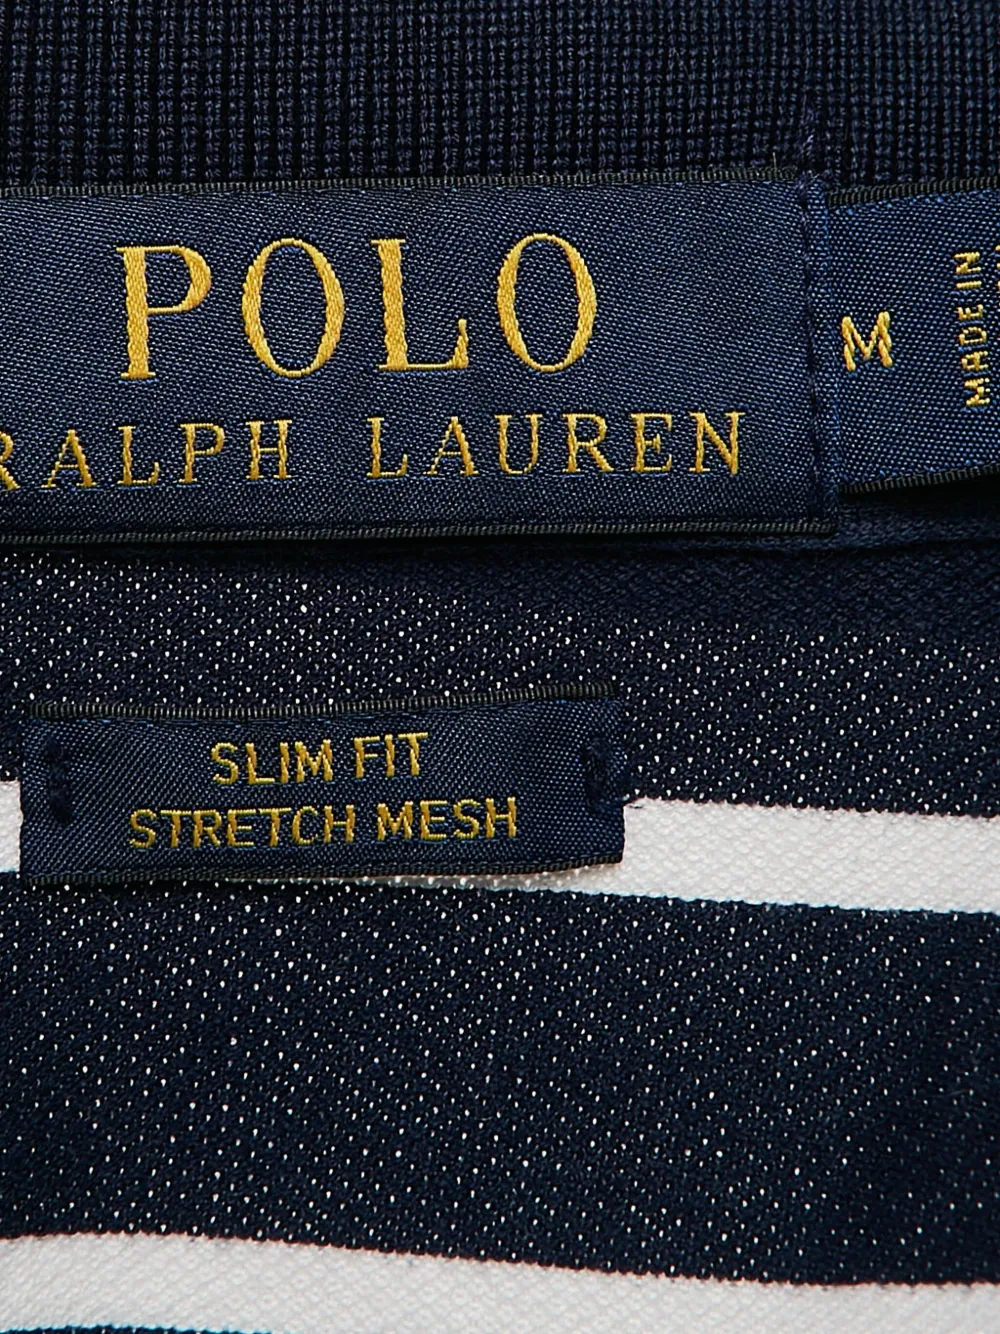 POLO
RALPH LAUREN
M
MADE IN
SLIM FIT
STRETCH MESH